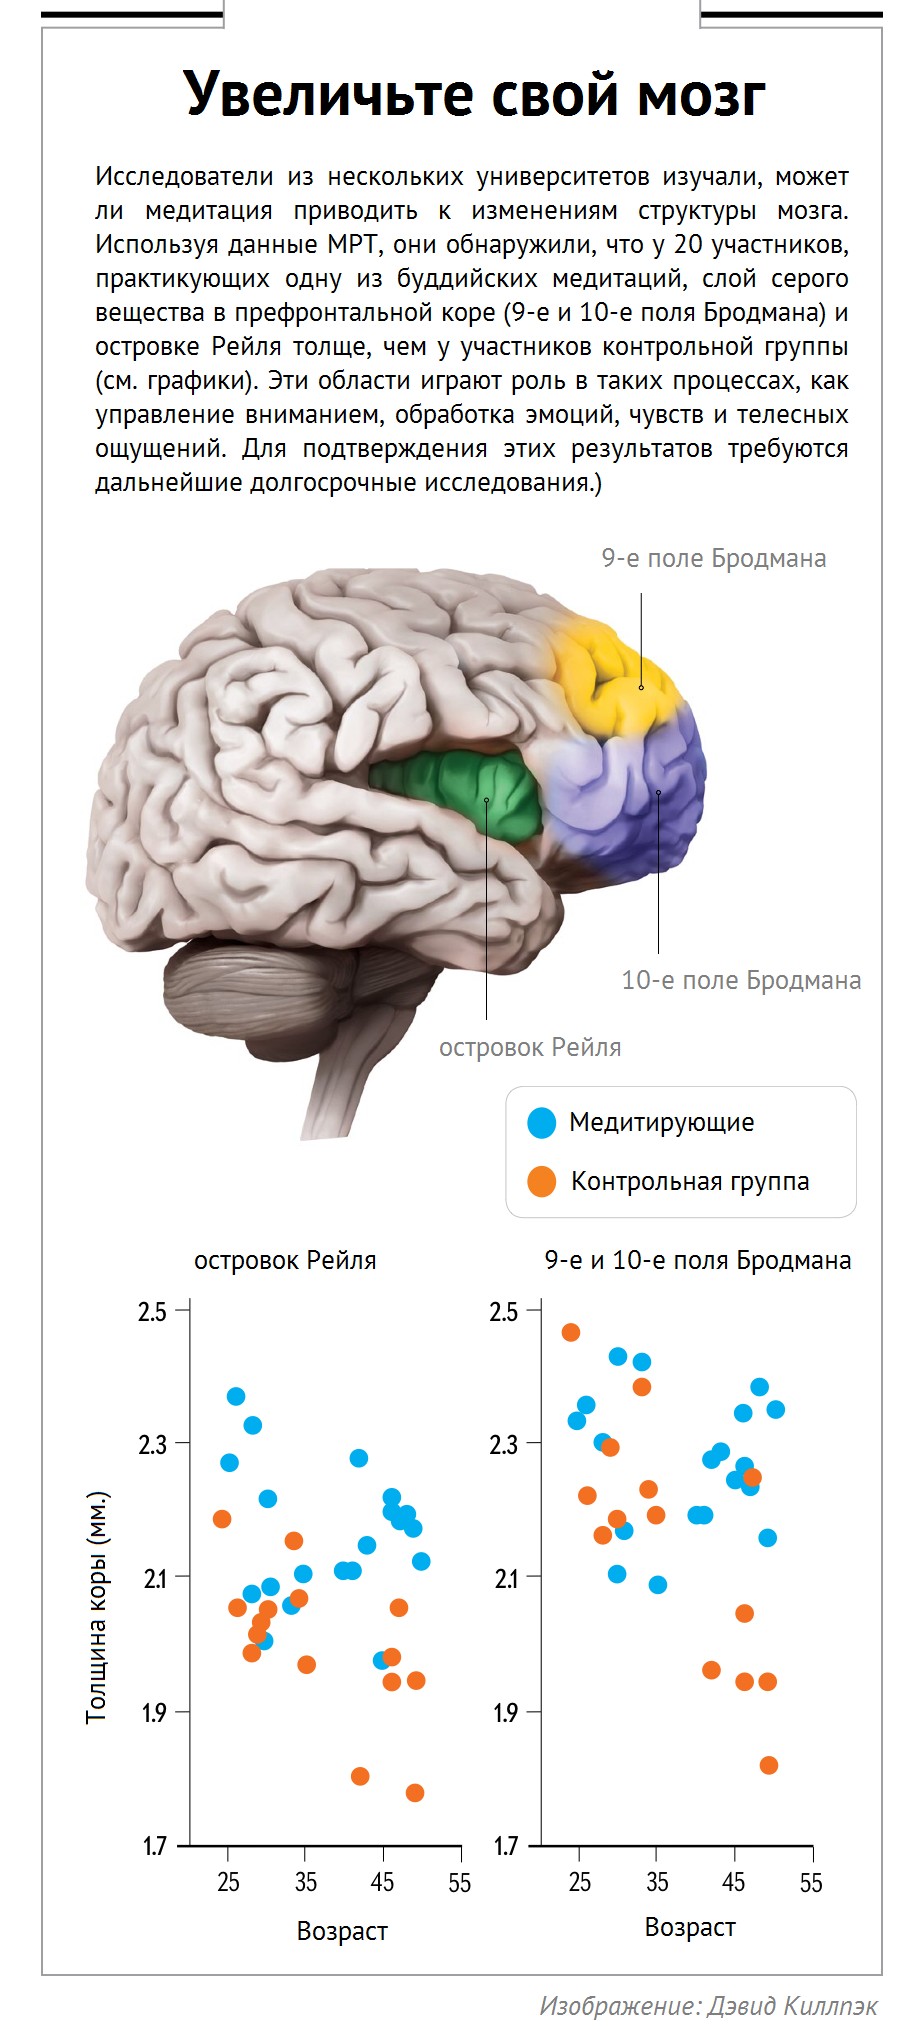 Увеличьте свой мозг
Исследователи из нескольких университетов изучали, может
ли медитация приводить к изменениям структуры мозга.
Используя данные МРТ, они обнаружили, что у 20 участников,
практикующих одну из буддийских медитаций, слой серого
вещества в префронтальной коре (9-е и 10-е поля Бродмана) и
островке Рейля толще, чем у участников контрольной группы
(см. графики). Эти области играют роль в таких процессах, как
управление вниманием, обработка эмоций, чувств и телесных
ощущений. Для подтверждения этих результатов требуются
дальнейшие долгосрочные исследования.)
9-е поле Бродмана
10-е поле Бродмана
островок Рейля
Медитирующие
Контрольная группа
островок Рейля
2.5
2.3
2.1
1.9
1.7
Толщина коры (мм.)
25 35 45 55
Возраст
9-е и 10-е поля Бродмана
2.5
2.3
2.1
1.9
1.7
25 35 45 55
Возраст
Изображение: Дэвид Киллпэк